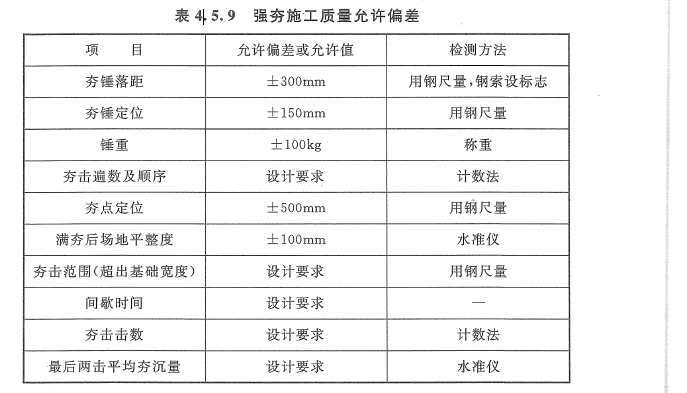 表 4.5.9 强夯施工质量允许偏差
项 目 允许偏差或允许值 检测方法
夯锤落距 ±300mm 用钢尺量,钢索设标志
夯锤定位 ±150mm 用钢尺量
锤重 ±100kg 称重
夯击遍数及顺序 设计要求 计数法
夯点定位 ±500mm 用钢尺量
满夯后场地平整度 ±100mm 水准仪
夯击范围(超出基础宽度) 设计要求 用钢尺量
间歇时间 设计要求 —
夯击击数 设计要求 计数法
最后两击平均夯沉量 设计要求 水准仪